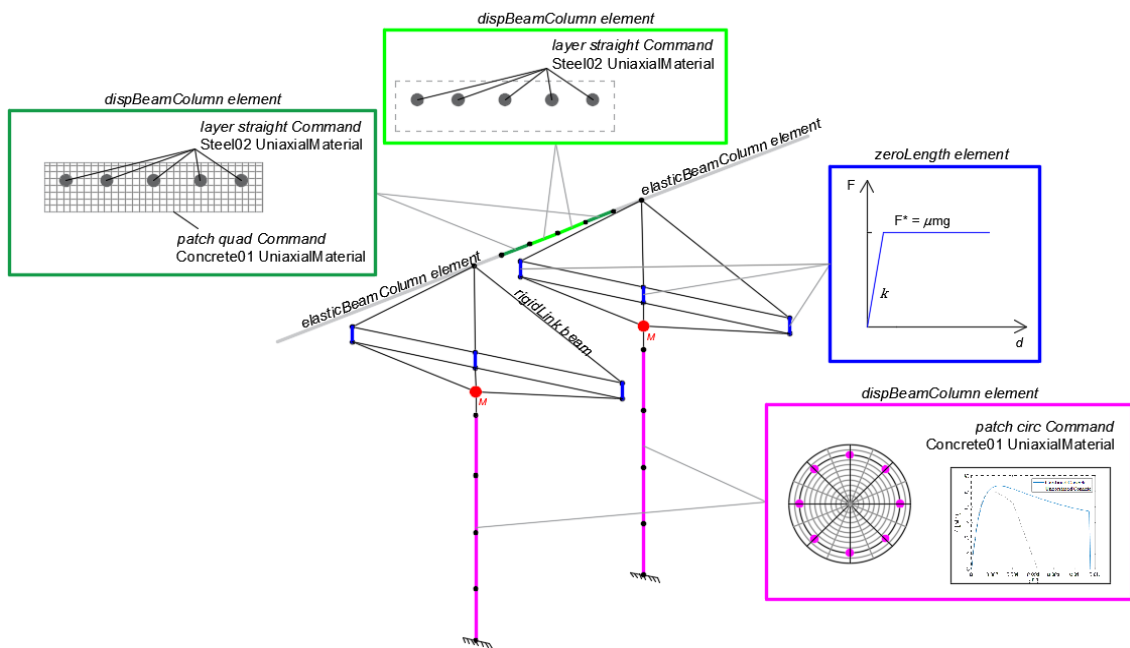 dispBeamColumn element
layer straight Command
Steel02 UniaxialMaterial
dispBeamColumn element
layer straight Command
Steel02 UniaxialMaterial
patch quad Command
Concrete01 UniaxialMaterial
elasticBeamColumn element
zeroLength element
F
F* = μmg
k
d
elasticBeamColumn element
rigidLink beam
M
M
dispBeamColumn element
patch circ Command
Concrete01 UniaxialMaterial